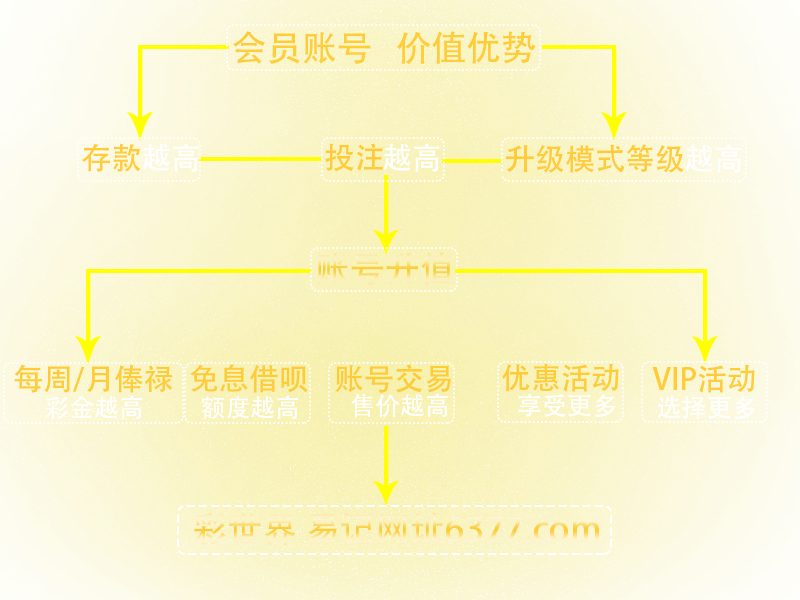 会员账号 价值优势
存款越高
投注越高
升级模式等级越高
账号升值
每周/月俸禄
彩金越高
免息借呗
额度越高
账号交易
售价越高
优惠活动
享受更多
VIP活动
选择更多
彩世界 易记网址6377.com